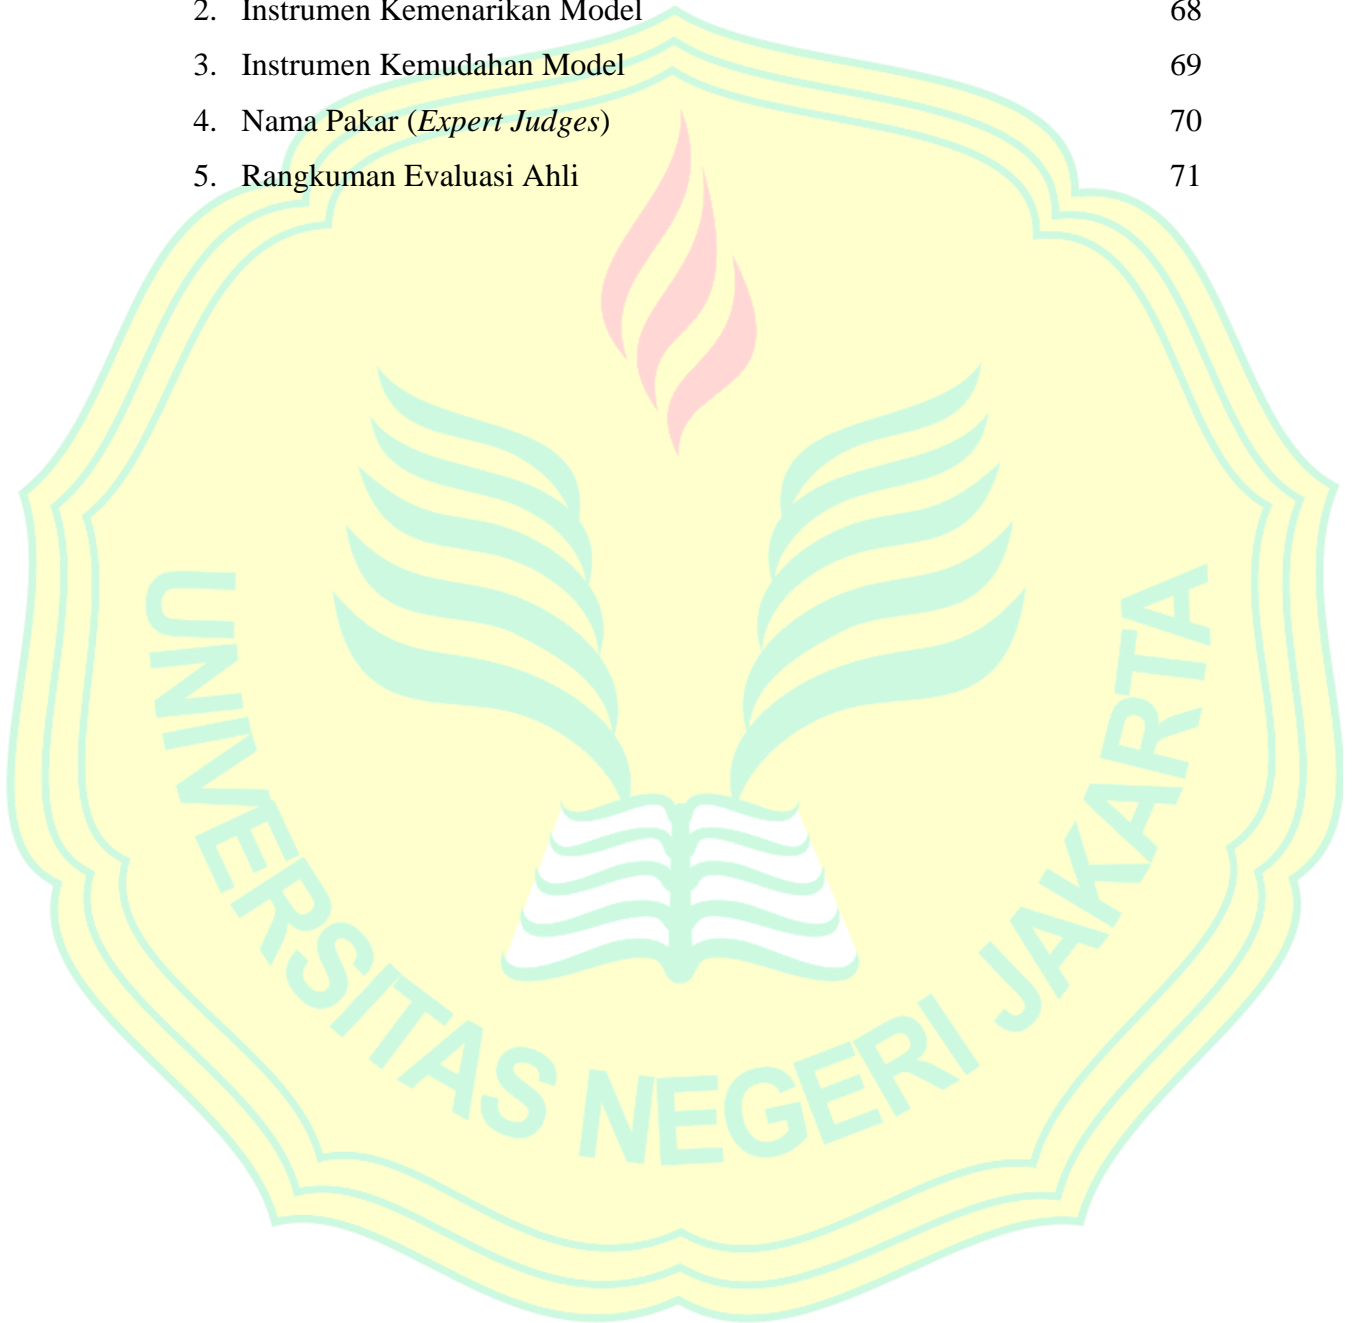 2. Instrumen Kemenarikan Model 68
3. Instrumen Kemudahan Model 69
4. Nama Pakar (Expert Judges) 70
5. Rangkuman Evaluasi Ahli 71
UNIVERSITAS NEGERI JAKARTA